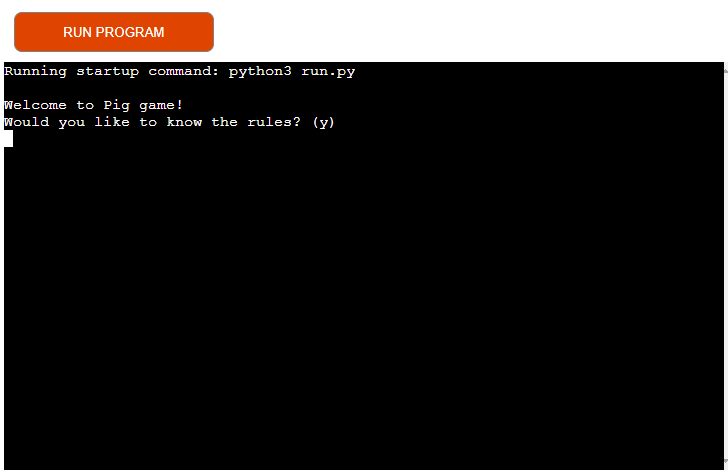 RUN PROGRAM
Running startup command: python3 run.py
Welcome to Pig game!
Would you like to know the rules? (y)